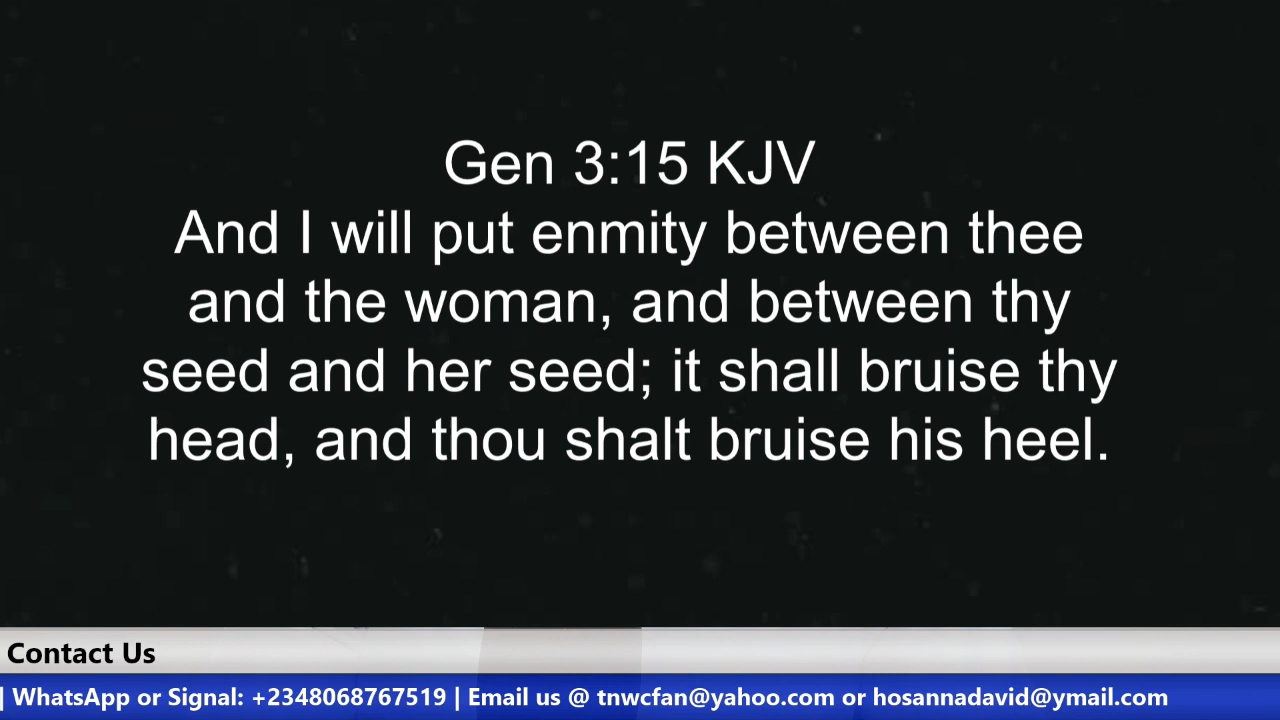 Gen 3:15 KJV
And I will put enmity between thee
and the woman, and between thy
seed and her seed; it shall bruise thy
head, and thou shalt bruise his heel.
Contact Us
| WhatsApp or Signal: +2348068767519 | Email us @ tnwcfan@yahoo.com or hosannadavid@ymail.com